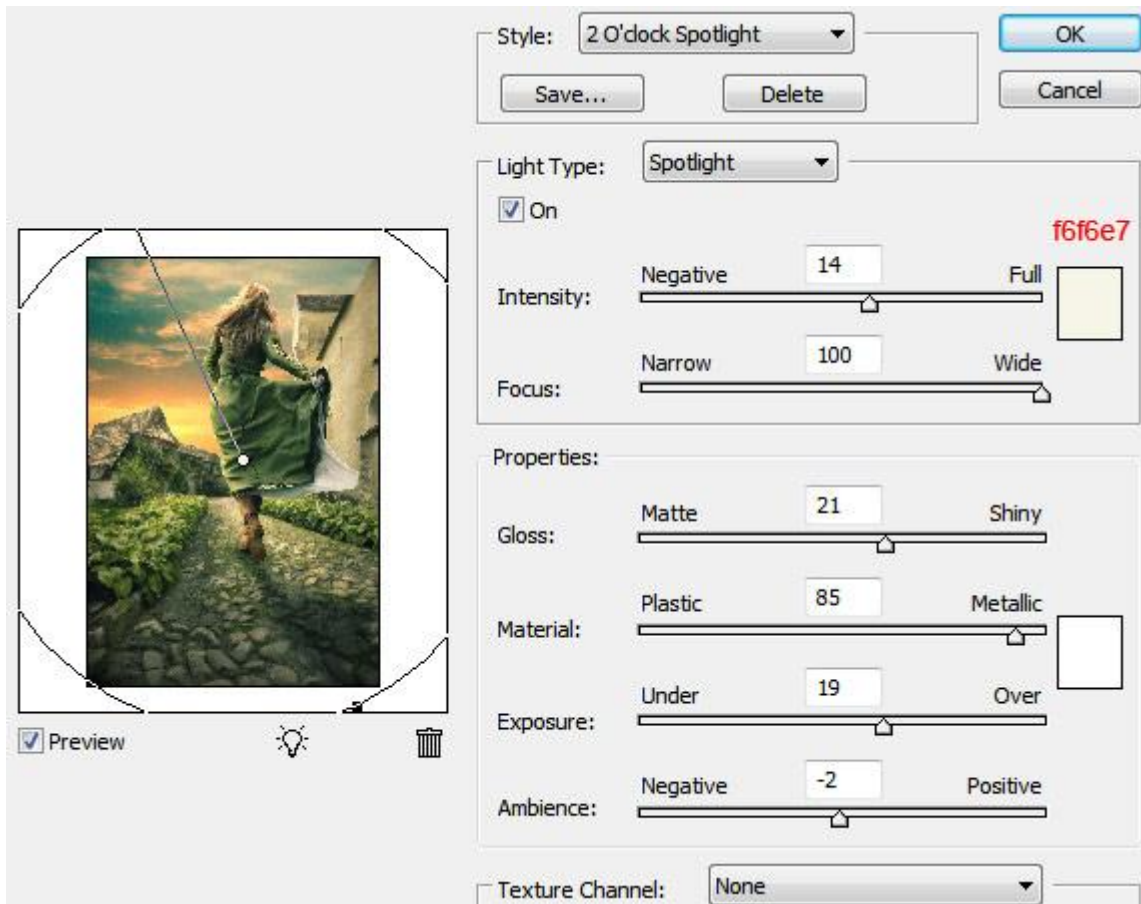 Style: 2 O'clock Spotlight
OK
Save... Delete
Cancel
Light Type: Spotlight
On
f6f6e7
Negative 14 Full
Intensity:
Narrow 100 Wide
Focus:
Properties:
Matte 21 Shiny
Gloss:
Plastic 85 Metallic
Material:
Under 19 Over
Exposure:
Preview
Negative -2 Positive
Ambience:
Texture Channel: None